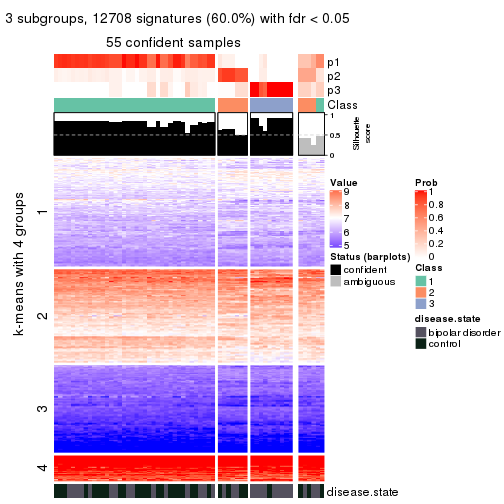 3 subgroups, 12708 signatures (60.0%) with fdr < 0.05
55 confident samples
p1
p2
p3
Class
1
0.5
0
Silhouette
score
k-means with 4 groups
1
2
3
4
disease.state
Value
9
8
7
6
5
Status (barplots)
confident
ambiguous
Prob
1
0.8
0.6
0.4
0.2
0
Class
1
2
3
disease.state
bipolar disorder
control